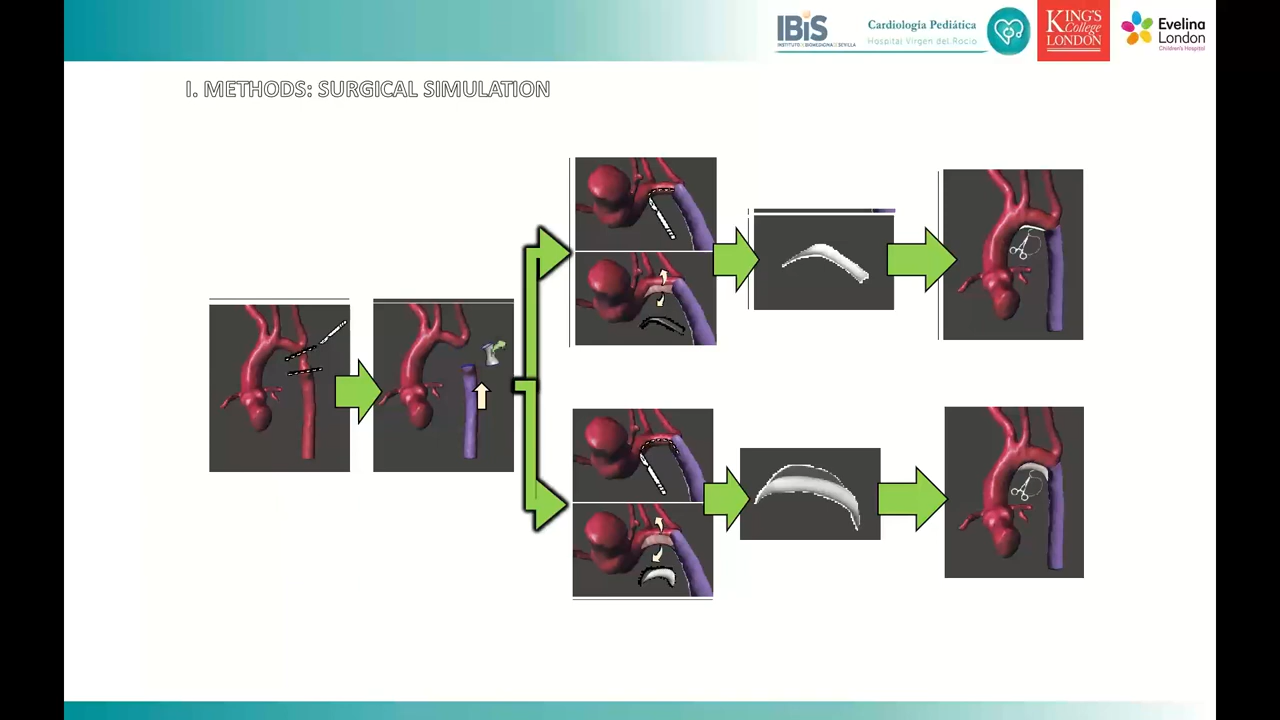 IBiS
INSTITUTO DE BIOMEDICINA DE SEVILLA
Cardiología Pediátrica
Hospital Virgen del Rocío
KING'S
College
LONDON
Evelina
London
Children's Hospital
I. METHODS: SURGICAL SIMULATION